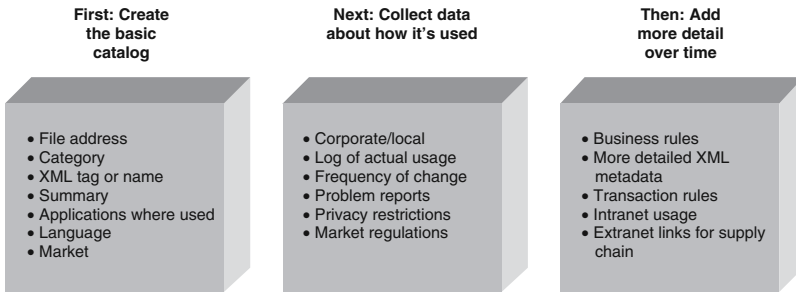 First: Create
the basic
catalog
• File address
• Category
• XML tag or name
• Summary
• Applications where used
• Language
• Market
Next: Collect data
about how it's used
• Corporate/local
• Log of actual usage
• Frequency of change
• Problem reports
• Privacy restrictions
• Market regulations
Then: Add
more detail
over time
• Business rules
• More detailed XML
metadata
• Transaction rules
• Intranet usage
• Extranet links for supply
chain